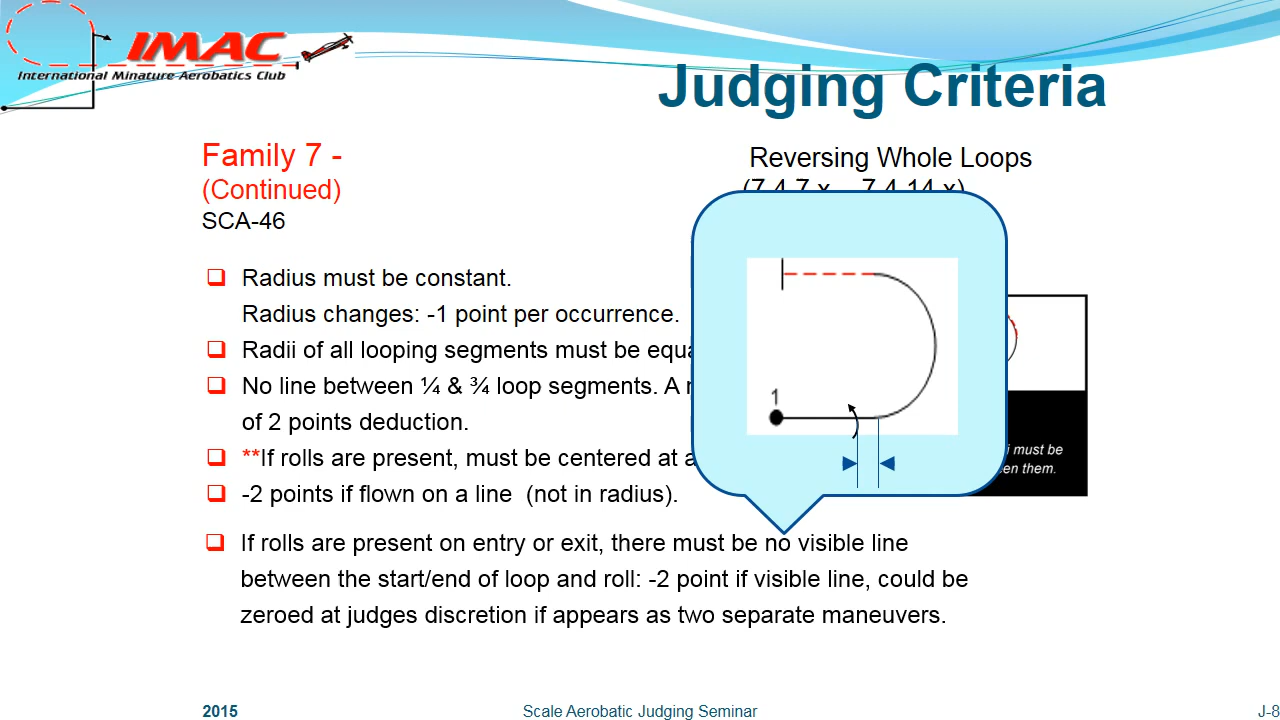 IMAC
International Minature Aerobatics Club
Judging Criteria
Family 7 -
(Continued)
SCA-46
Reversing Whole Loops
(7.4.7.x – 7.4.14.x)
Radius must be constant.
Radius changes: -1 point per occurrence.
Radii of all looping segments must be
No line between ¼ & ¾ loop segments. A
of 2 points deduction.
**If rolls are present, must be centered at
-2 points if flown on a line (not in radius).
If rolls are present on entry or exit, there must be no visible line
between the start/end of loop and roll: -2 point if visible line, could be
zeroed at judges discretion if appears as two separate maneuvers.
1
must be
them.
2015
Scale Aerobatic Judging Seminar
J-8